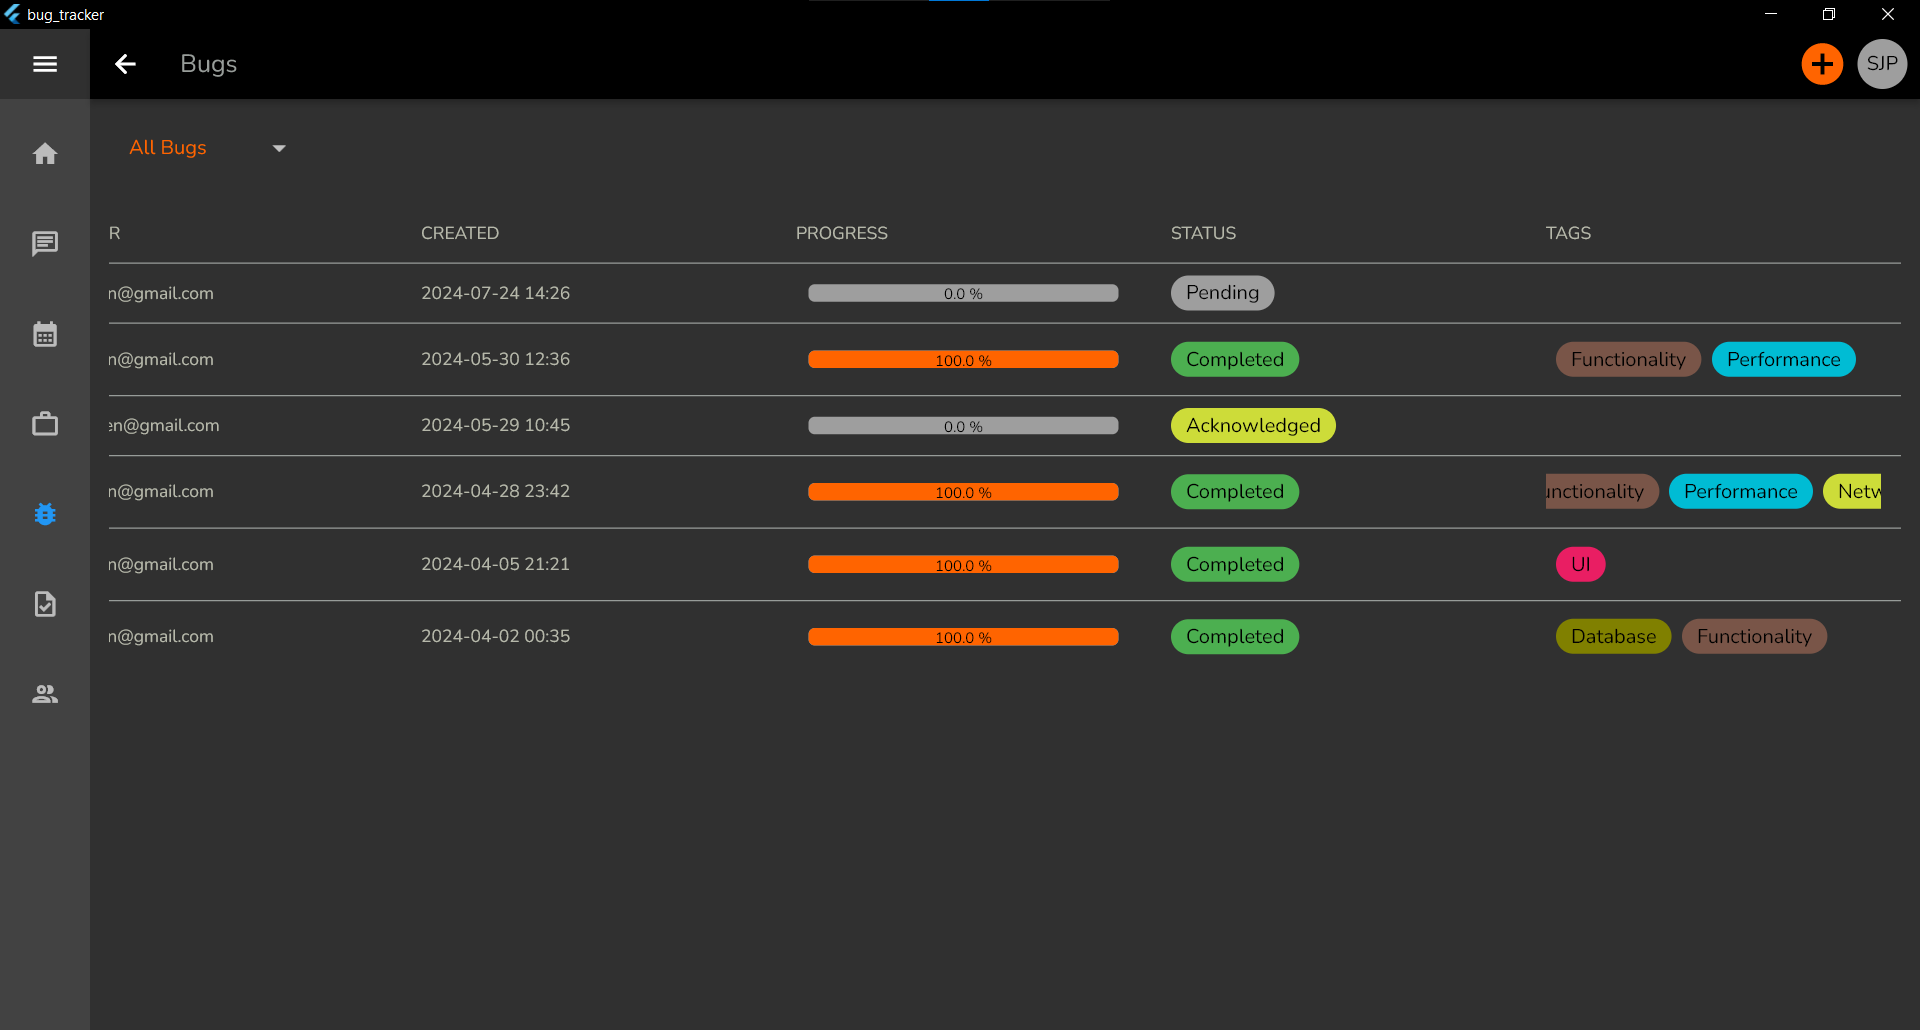 bug_tracker
Bugs
SJP
All Bugs
R CREATED PROGRESS STATUS TAGS
n@gmail.com 2024-07-24 14:26 0.0 % Pending
n@gmail.com 2024-05-30 12:36 100.0 % Completed Functionality Performance
en@gmail.com 2024-05-29 10:45 0.0 % Acknowledged
n@gmail.com 2024-04-28 23:42 100.0 % Completed unctionality Performance Netw
n@gmail.com 2024-04-05 21:21 100.0 % Completed UI
n@gmail.com 2024-04-02 00:35 100.0 % Completed Database Functionality